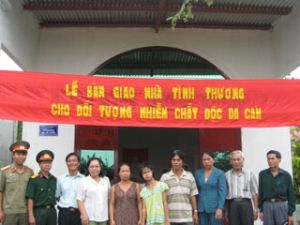 LỄ BÀN GIAO NHÀ TÌNH THƯƠNG
CHO ĐỐI TƯỢNG NHIỄM CHẤT ĐỘC DA CAM